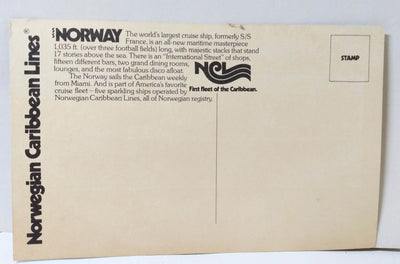 Norwegian Caribbean Lines®
S/S NORWAY The world's largest cruise ship, formerly S/S
France, is an all-new maritime masterpiece
1,035 ft. (over three football fields) long, with majestic stacks that stand
17 stories above the sea. There is an "International Street" of shops,
fifteen different bars, two grand dining rooms,
lounges, and the most fabulous disco afloat.
The Norway sails the Caribbean weekly
from Miami. And is part of America's favorite
cruise fleet—five sparkling ships operated by
Norwegian Caribbean Lines, all of Norwegian registry.
NCL
First fleet of the Caribbean.
STAMP